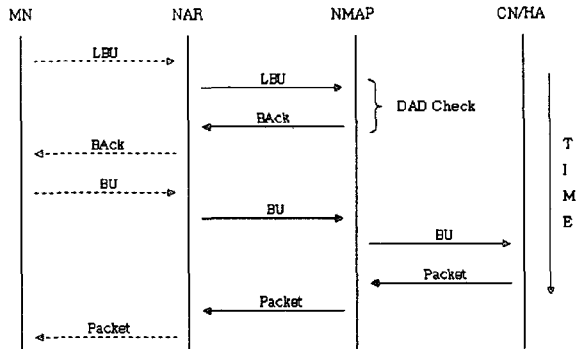 MN NAR NMAP CN/HA
LBU
LBU
DAD Check
BAck
BAck
BU
BU
BU
Packet
Packet
Packet
T
I
M
E